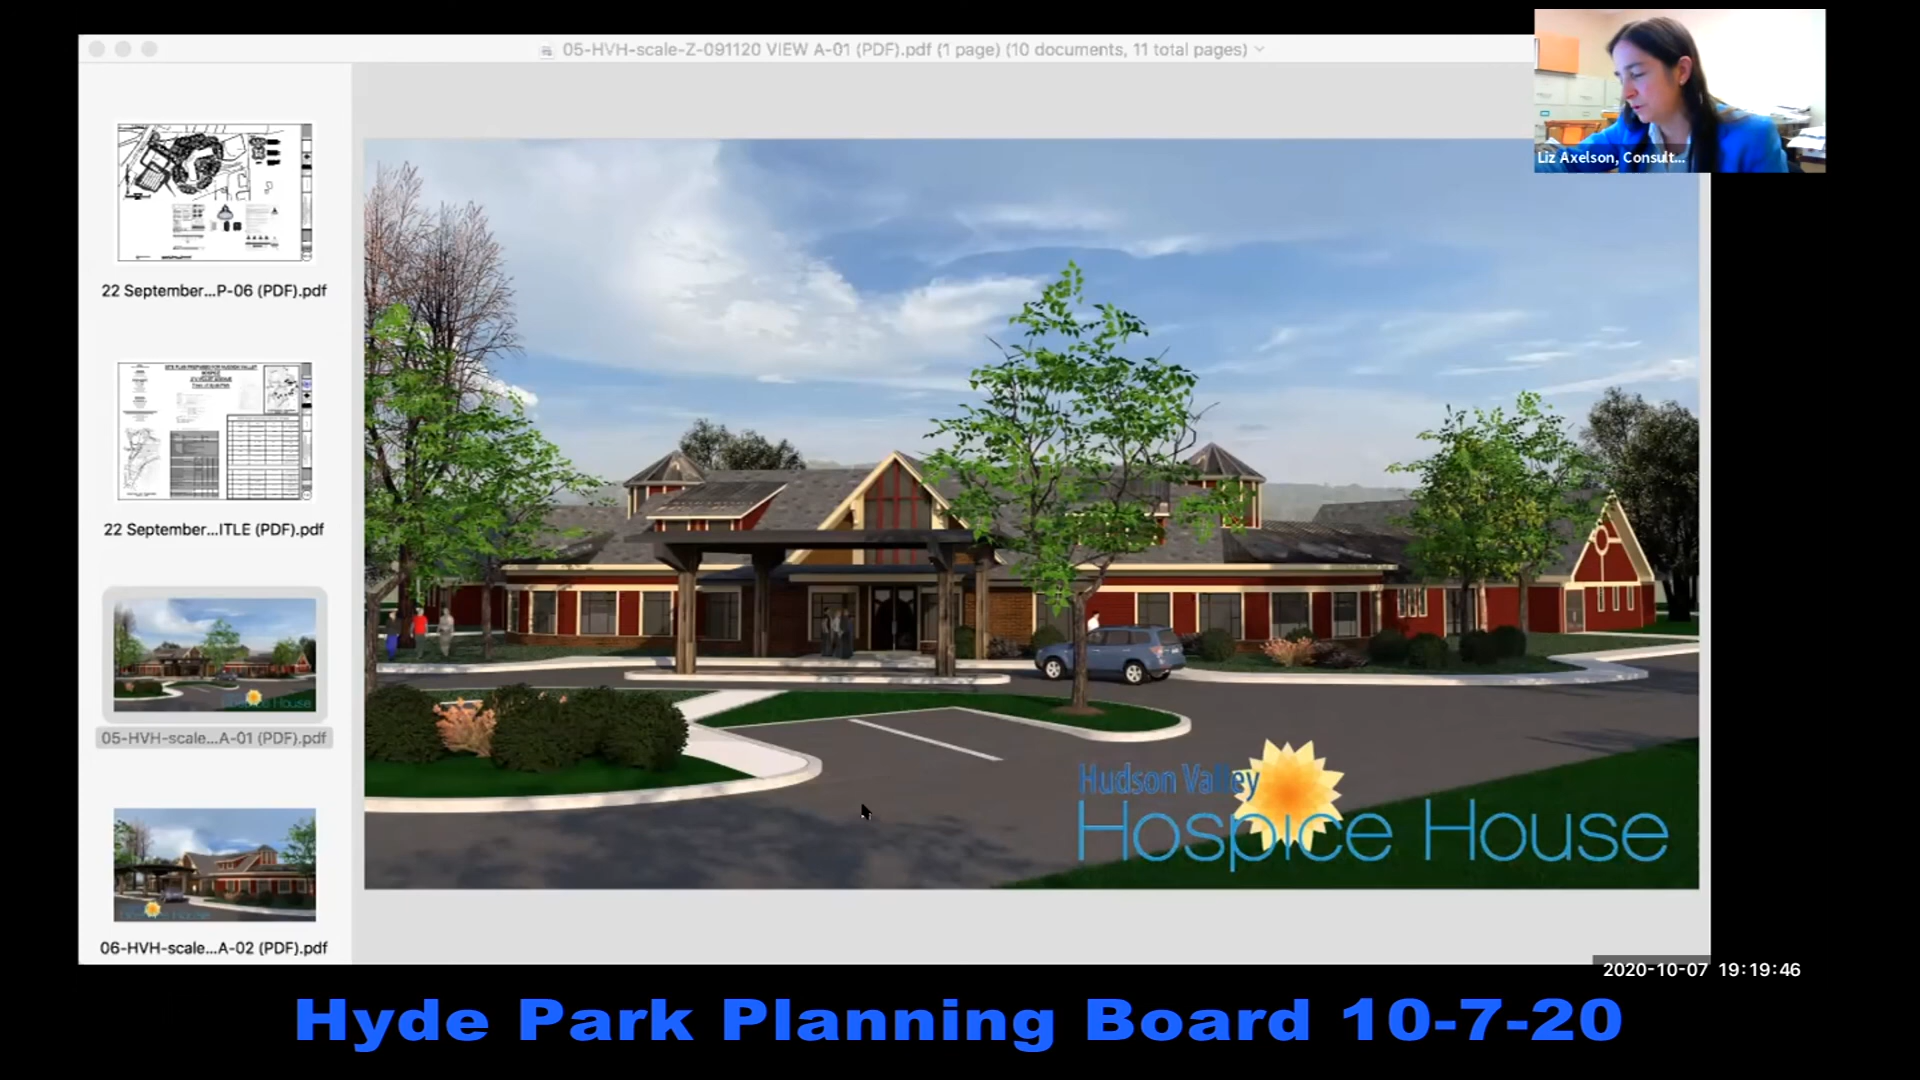 05-HVH-scale-Z-091120 VIEW A-01 (PDF).pdf (1 page) (10 documents, 11 total pages)
Liz Axelson, Consult...
22 September...P-06 (PDF).pdf
22 September...ITLE (PDF).pdf
05-HVH-scale...A-01 (PDF).pdf
06-HVH-scale...A-02 (PDF).pdf
Hudson Valley
Hospice House
2020-10-07 19:19:46
Hyde Park Planning Board 10-7-20